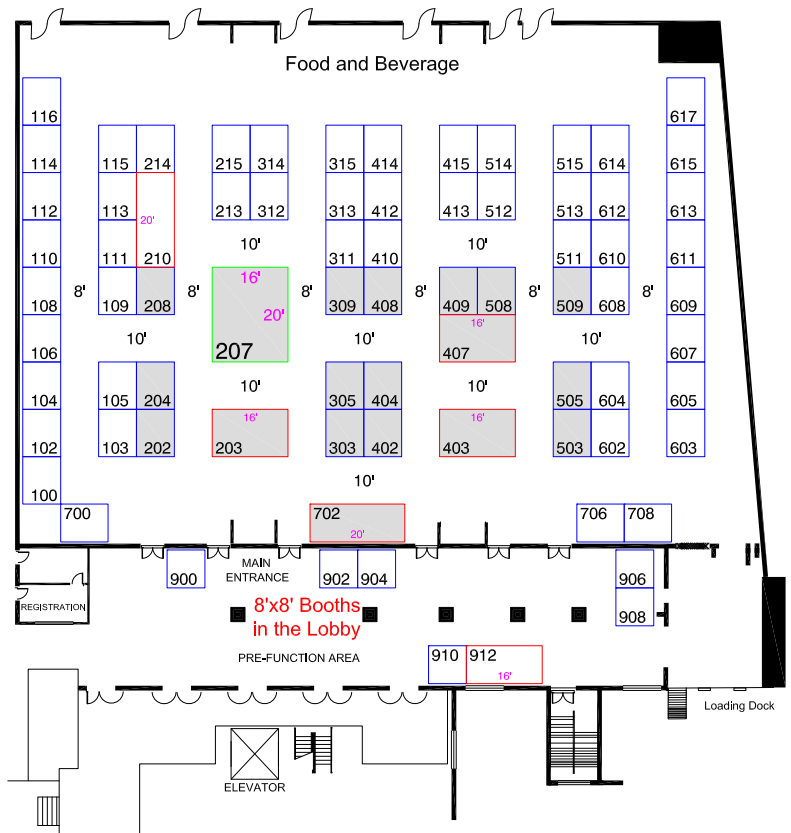 Food and Beverage
116
617
114 115 214 215 314 315 414 415 514 515 614 615
112 113 20' 213 312 313 412 413 512 513 612 613
110 111 210 10' 311 410 10' 511 610 611
8' 8' 16' 8' 8' 8' 8'
108 109 208 20' 309 408 409 508 509 608 609
16'
106 10' 207 10' 407 10' 607
104 105 204 10' 305 404 10' 505 604 605
16' 16'
102 103 202 203 303 402 403 503 602 603
10'
100
700 702 706 708
20'
MAIN
ENTRANCE
900 902 904 906
REGISTRATION
8'x8' Booths
in the Lobby
908
PRE-FUNCTION AREA
910 912
16'
Loading Dock
ELEVATOR